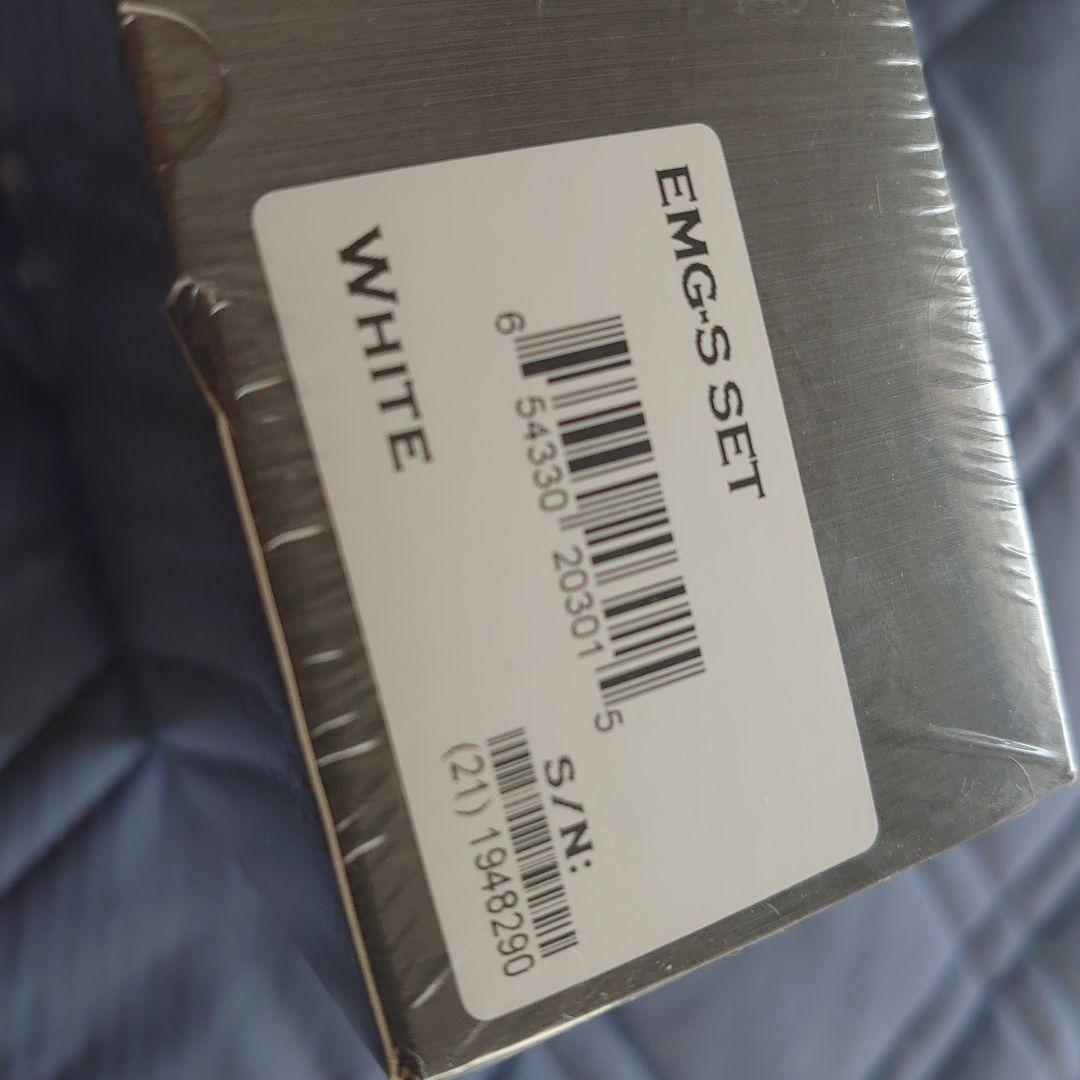 EMG-S SET
6 54330 20301 5
WHITE
S/N:
(21)1948290